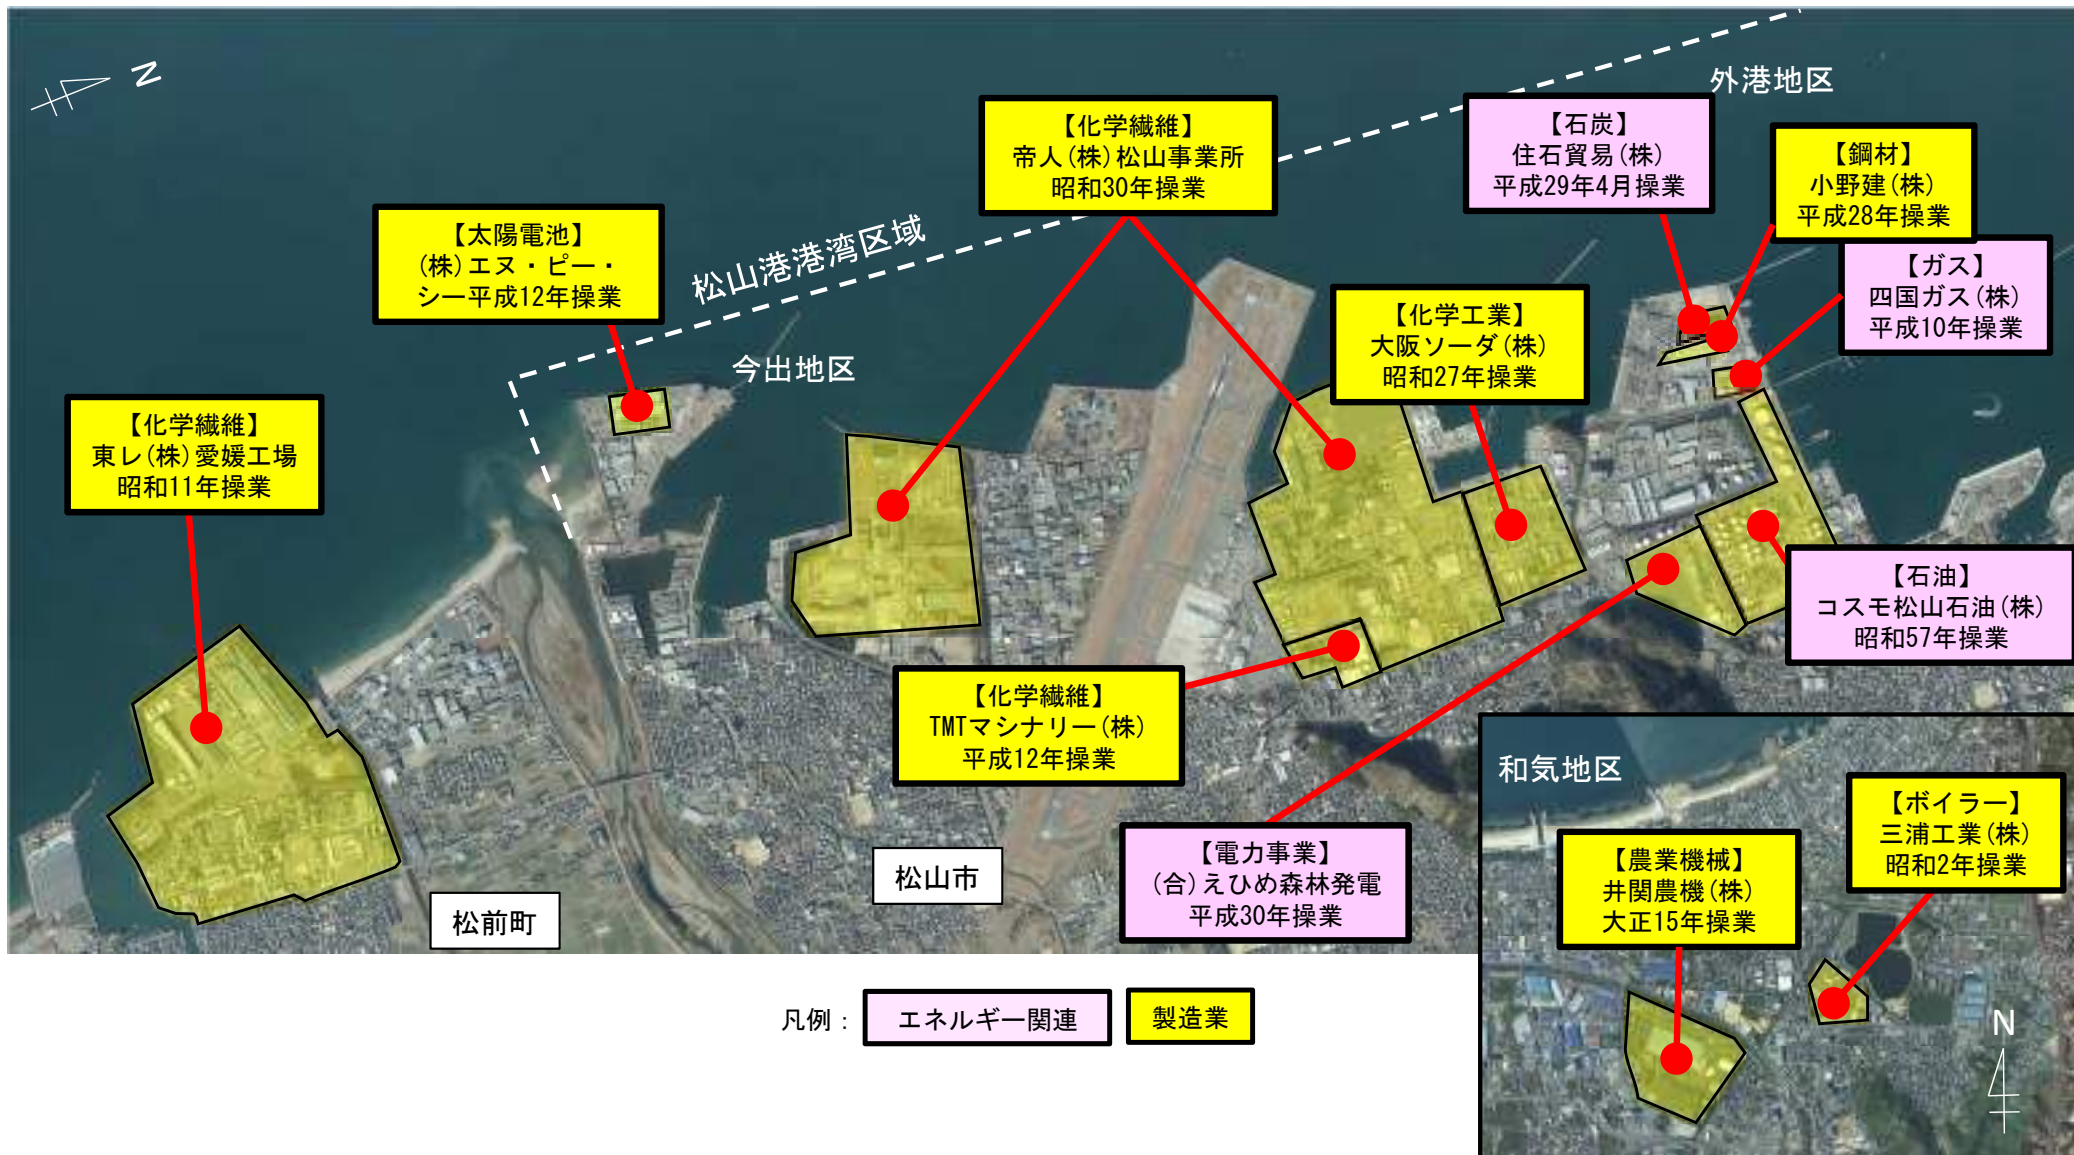 N
外港地区
【化学繊維】
帝人(株)松山事業所
昭和30年操業
【石炭】
住石貿易(株)
平成29年4月操業
【鋼材】
小野建(株)
平成28年操業
【太陽電池】
(株)エヌ・ピー・
シー平成12年操業
松山港港湾区域
【ガス】
四国ガス(株)
平成10年操業
【化学工業】
大阪ソーダ(株)
昭和27年操業
今出地区
【化学繊維】
東レ(株)愛媛工場
昭和11年操業
【石油】
コスモ松山石油(株)
昭和57年操業
【化学繊維】
TMTマシナリー(株)
平成12年操業
【電力事業】
(合)えひめ森林発電
平成30年操業
松山市
松前町
和気地区
【ボイラー】
三浦工業(株)
昭和2年操業
【農業機械】
井関農機(株)
大正15年操業
N
凡例：
エネルギー関連
製造業